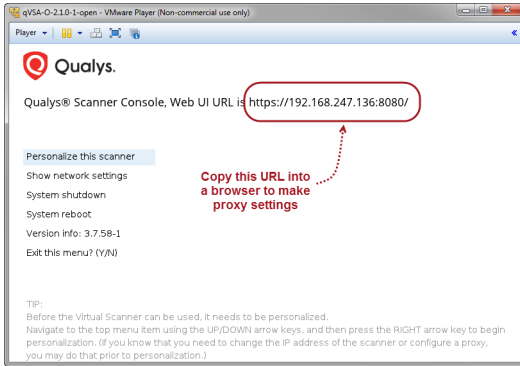 qVSA-O-2.1.0-1-open - VMware Player (Non-commercial use only)
Player
Qualys.
Qualys® Scanner Console, Web UI URL is https://192.168.247.136:8080/
Personalize this scanner
Show network settings
System shutdown
System reboot
Version info: 3.7.58-1
Exit this menu? (Y/N)
Copy this URL into
a browser to make
proxy settings
TIP:
Before the Virtual Scanner can be used, it needs to be personalized.
Navigate to the top menu item using the UP/DOWN arrow keys, and then press the RIGHT arrow key to begin
personalization. (If you know that you need to change the IP address of the scanner or configure a proxy,
you may do that prior to personalization.)